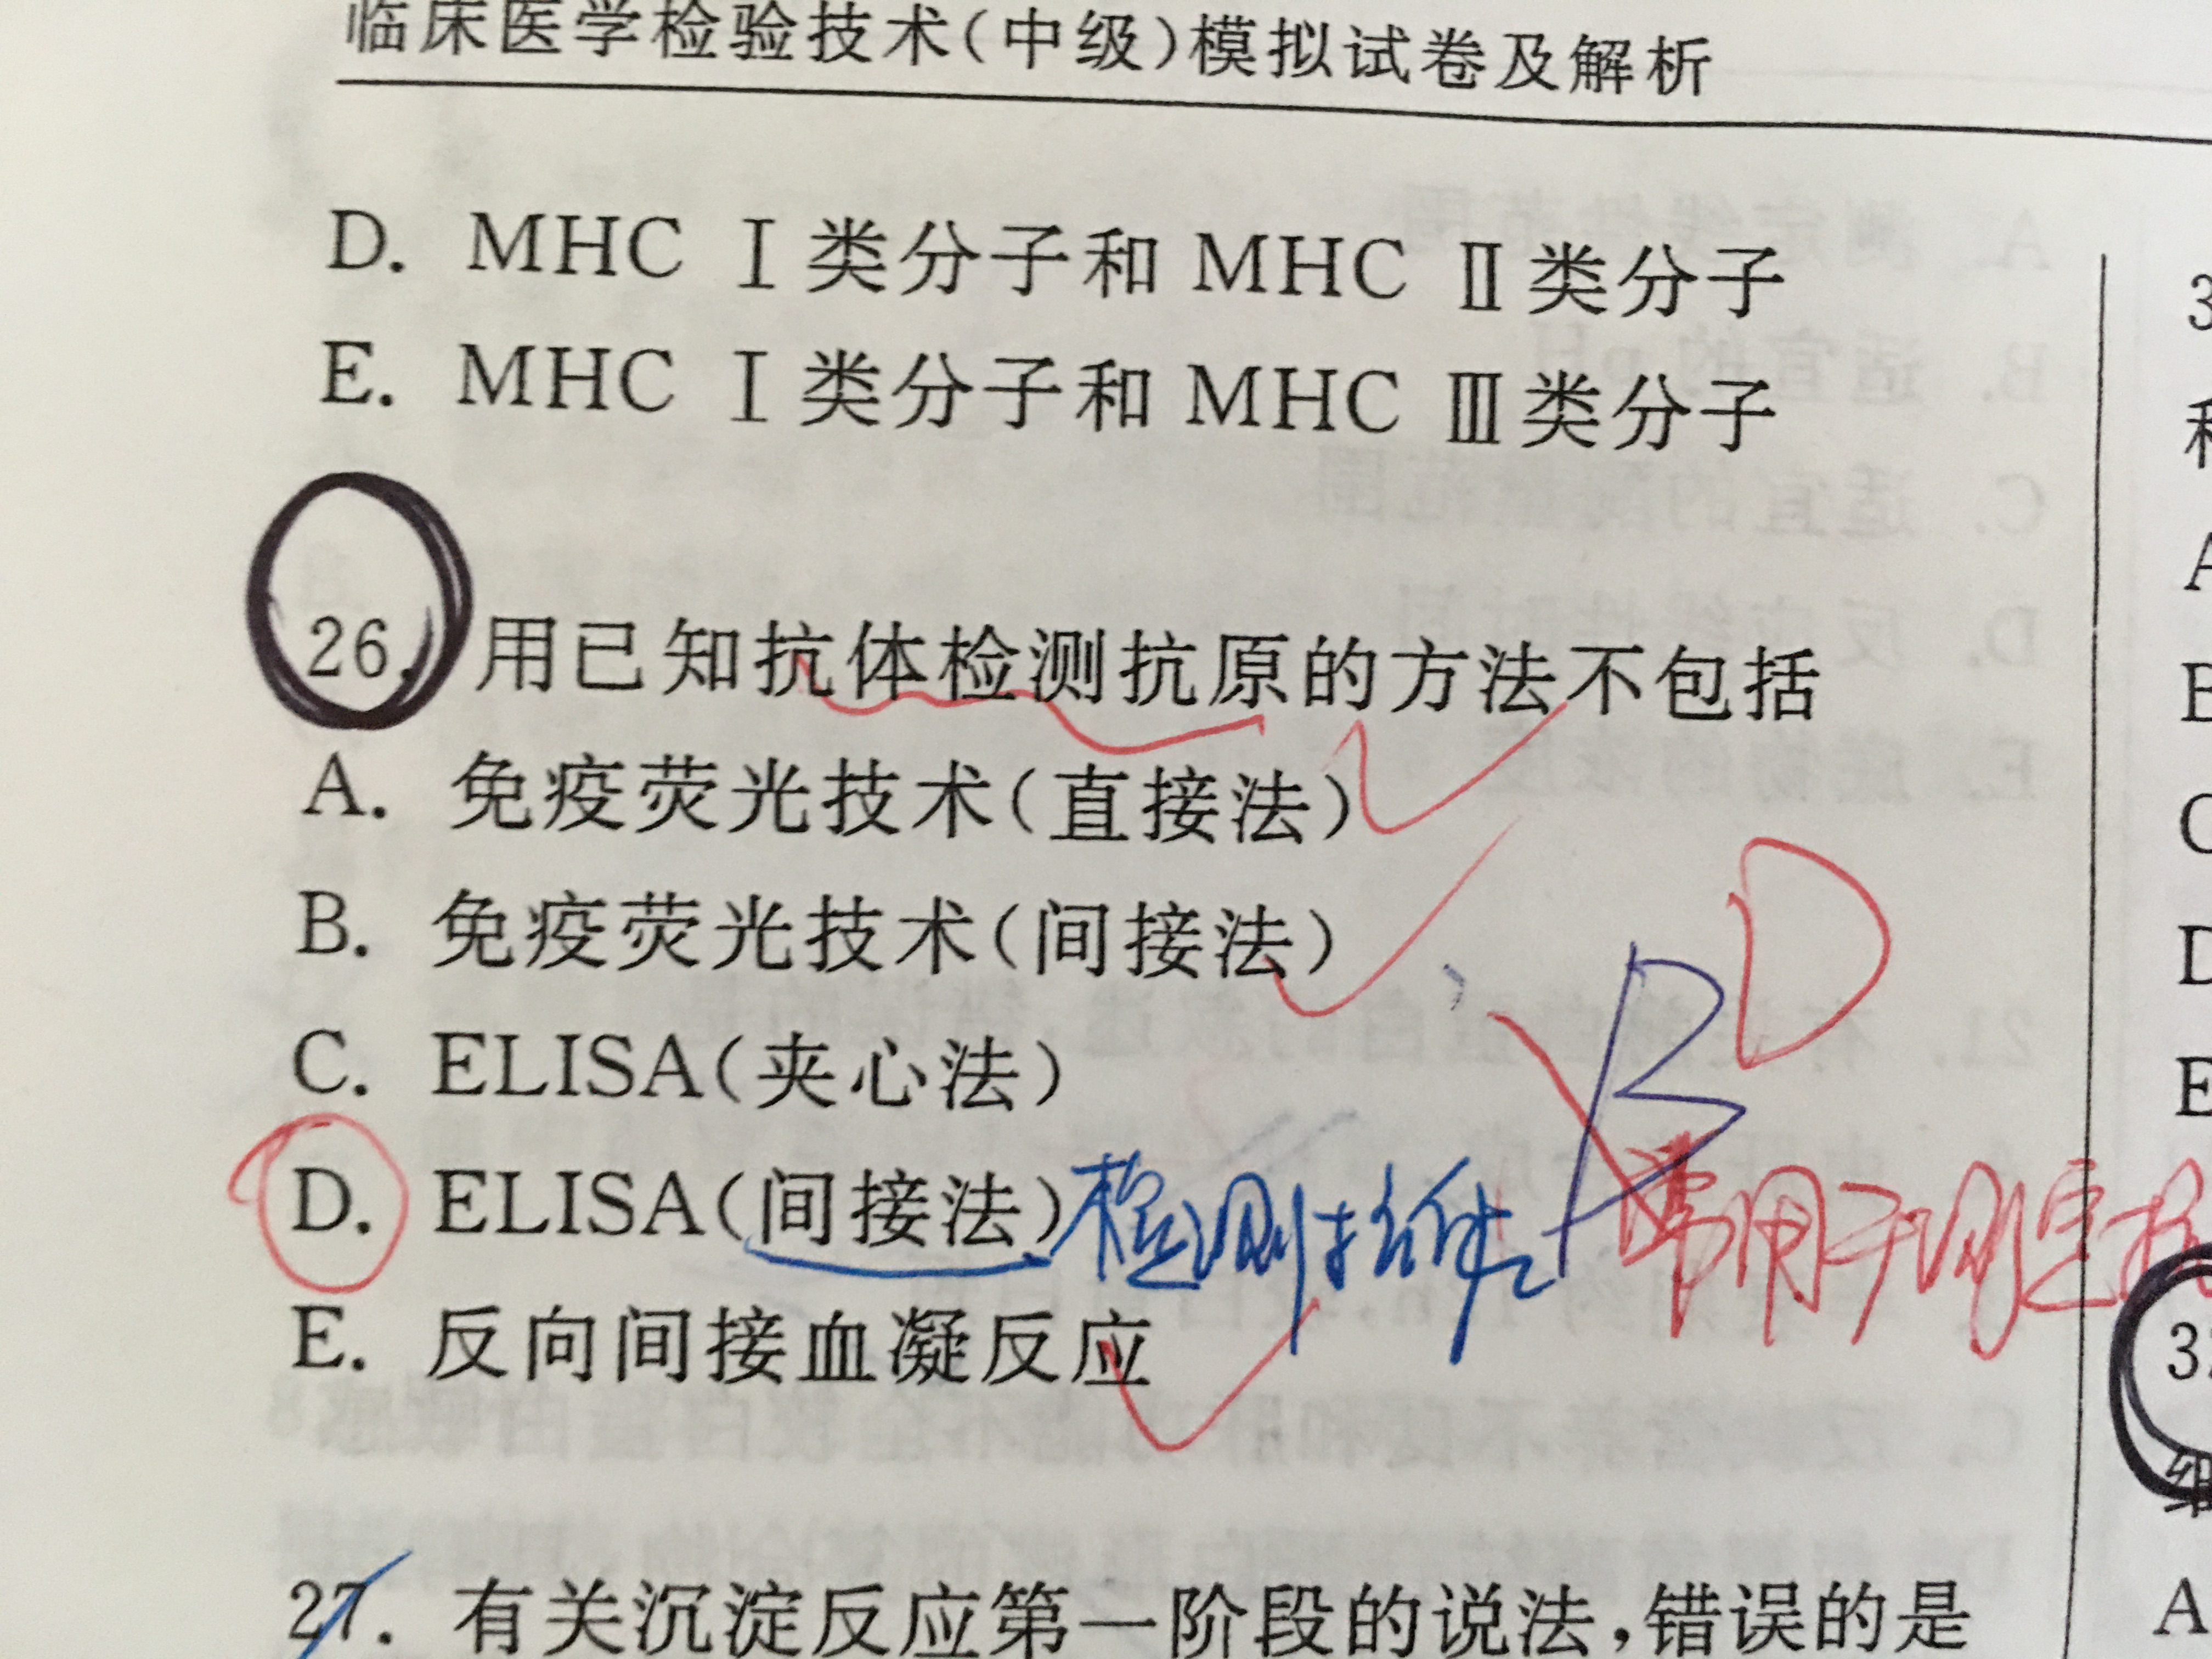 临床医学检验技术(中级)模拟试卷及解析
D. MHC Ⅰ类分子和 MHC Ⅱ类分子
E. MHC Ⅰ类分子和 MHC Ⅲ类分子
26. 用已知抗体检测抗原的方法不包括
A. 免疫荧光技术(直接法)
B. 免疫荧光技术(间接法)
C. ELISA(夹心法)
D. ELISA(间接法) 检测抗体
E. 反向间接血凝反应
B
D
27. 有关沉淀反应第一阶段的说法,错误的是
A
B
C
D
E
A